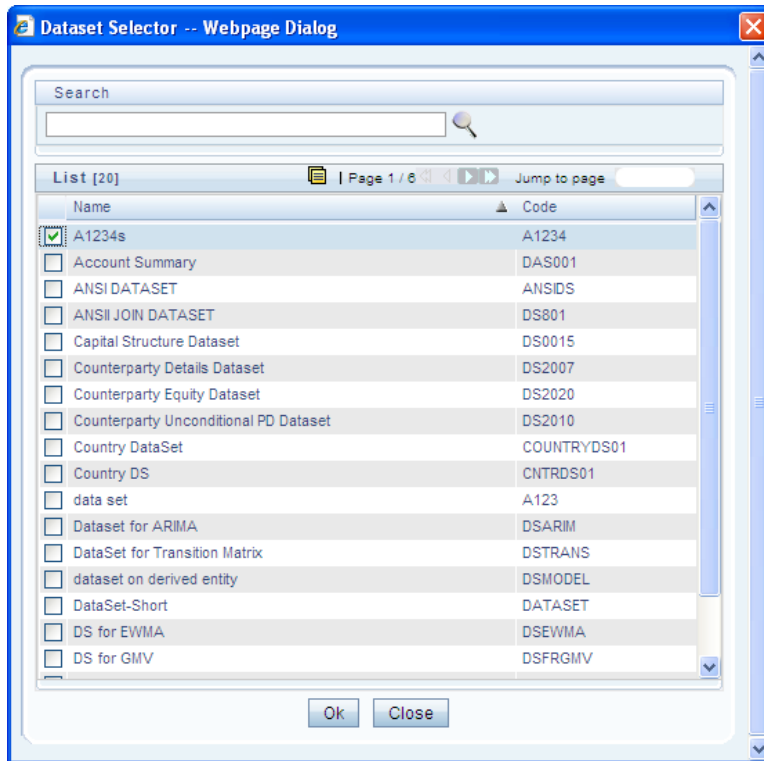 Dataset Selector -- Webpage Dialog
Search
List [20] | Page 1 / 6 Jump to page
Name Code
A1234s A1234
Account Summary DAS001
ANSI DATASET ANSIDS
ANSII JOIN DATASET DS801
Capital Structure Dataset DS0015
Counterparty Details Dataset DS2007
Counterparty Equity Dataset DS2020
Counterparty Unconditional PD Dataset DS2010
Country DataSet COUNTRYDS01
Country DS CNTRDS01
data set A123
Dataset for ARIMA DSARIM
DataSet for Transition Matrix DSTRANS
dataset on derived entity DSMODEL
DataSet-Short DATASET
DS for EWMA DSEWMA
DS for GMV DSFRGMV
Ok Close